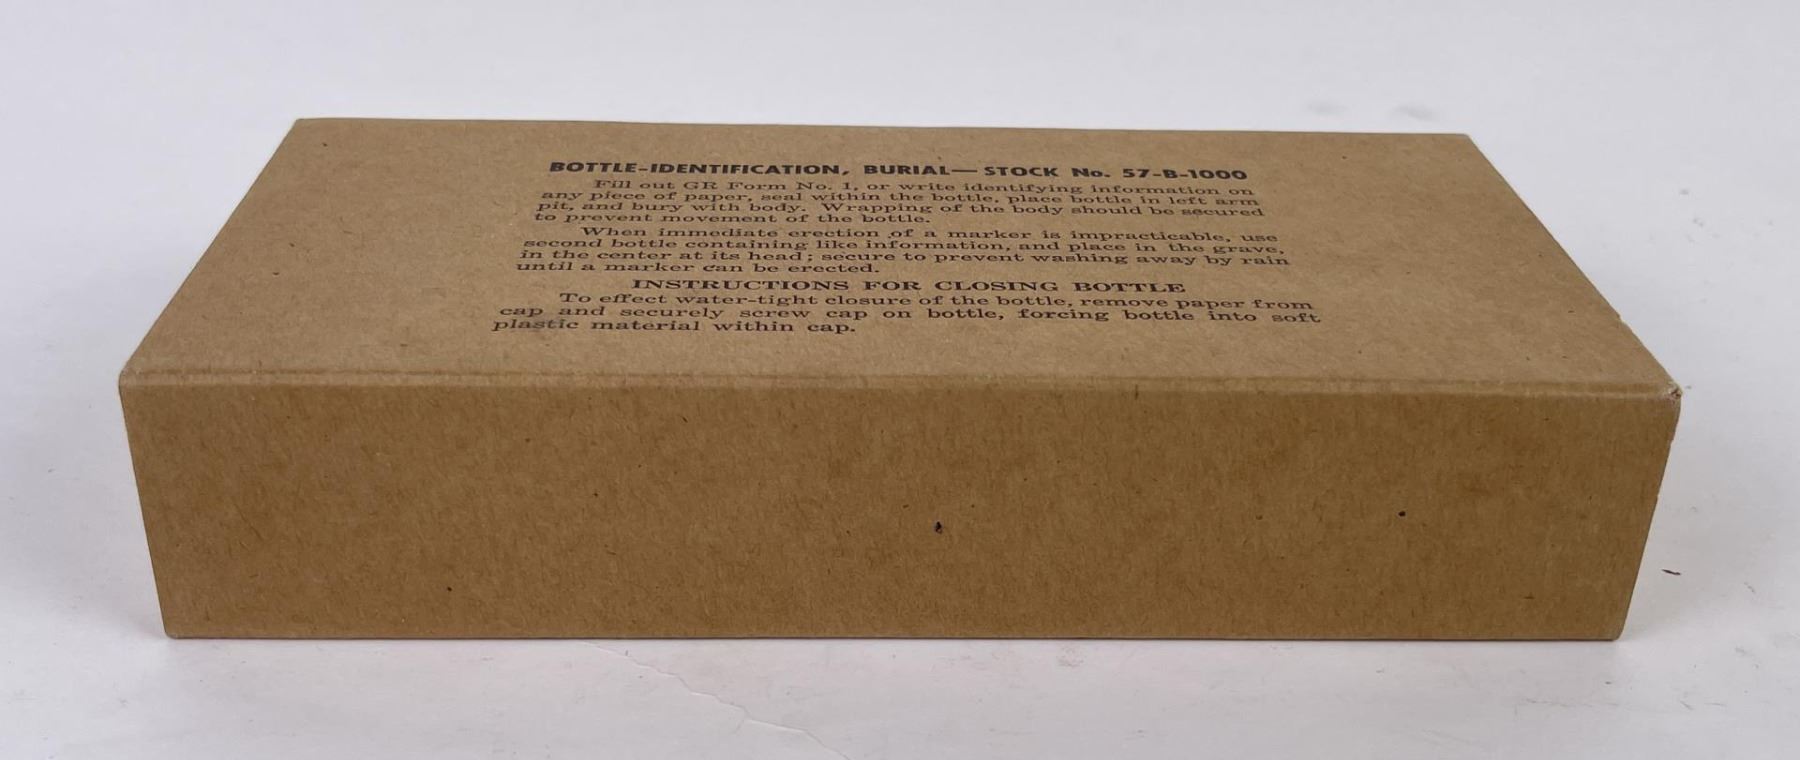 BOTTLE-IDENTIFICATION, BURIAL—STOCK No. 57-B-1000
Fill out GR Form No. 1, or write identifying information on
any piece of paper, seal within the bottle, place bottle in left arm
pit, and bury with body. Wrapping of the body should be secured
to prevent movement of the bottle.
When immediate erection of a marker is impracticable, use
second bottle containing like information, and place in the grave,
in the center at its head; secure to prevent washing away by rain
until a marker can be erected.
INSTRUCTIONS FOR CLOSING BOTTLE
To effect water-tight closure of the bottle, remove paper from
cap and securely screw cap on bottle, forcing bottle into soft
plastic material within cap.